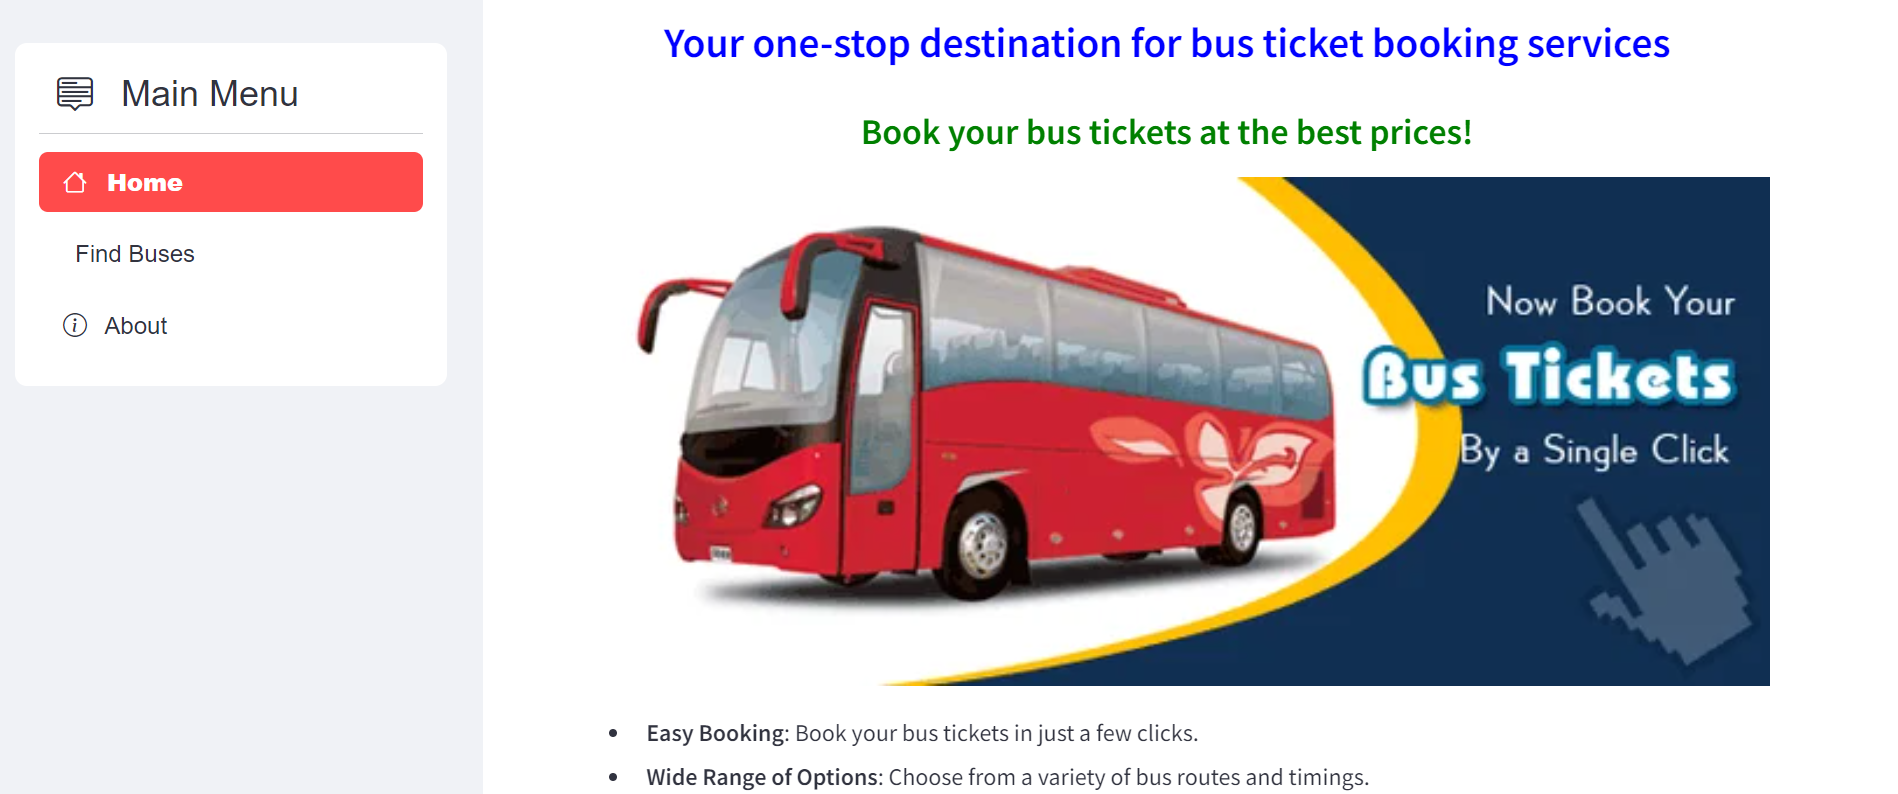 Main Menu
Home
Find Buses
About
Your one-stop destination for bus ticket booking services
Book your bus tickets at the best prices!
Now Book Your
Bus Tickets
By a Single Click
Easy Booking: Book your bus tickets in just a few clicks.
Wide Range of Options: Choose from a variety of bus routes and timings.